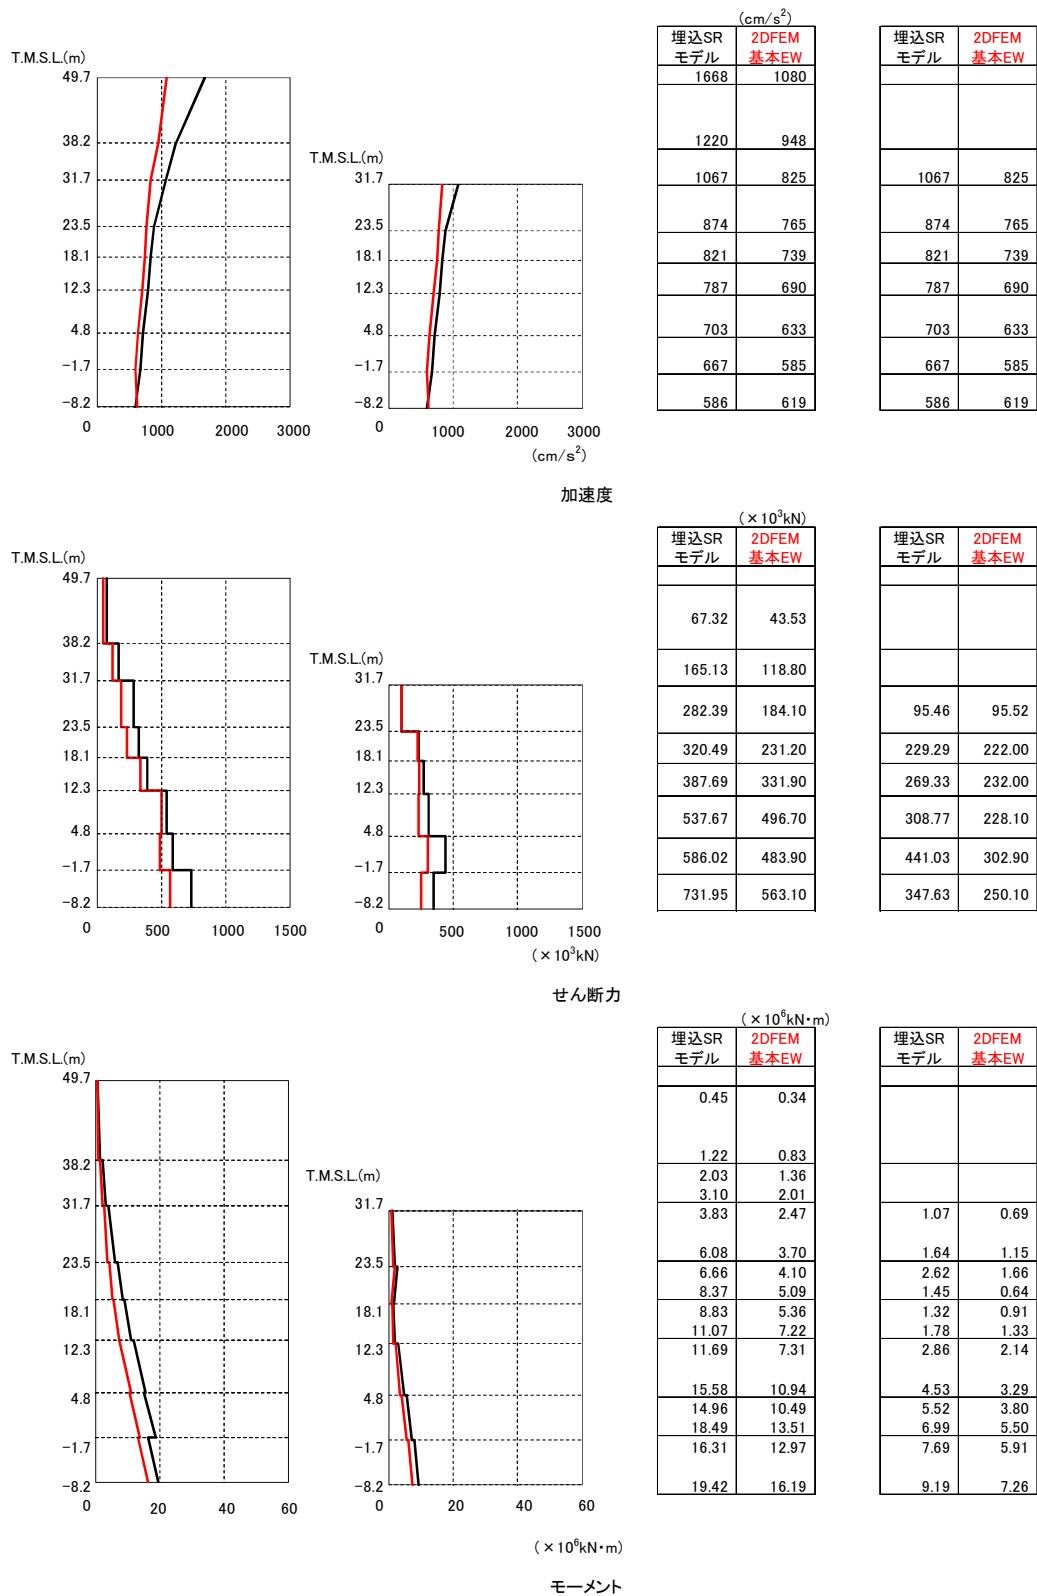 (cm/s²)
埋込SR 2DFEM 埋込SR 2DFEM
モデル 基本EW モデル 基本EW
T.M.S.L.(m)
49.7
1668 1080
38.2
1220 948
T.M.S.L.(m)
31.7
31.7
1067 825 1067 825
23.5
23.5
874 765 874 765
18.1
18.1
821 739 821 739
12.3
12.3
787 690 787 690
4.8
4.8
703 633 703 633
−1.7
−1.7
667 585 667 585
−8.2
−8.2
586 619 586 619
0 1000 2000 3000
0 1000 2000 3000
(cm/s²)
加速度
(×10³kN)
埋込SR 2DFEM 埋込SR 2DFEM
モデル 基本EW モデル 基本EW
T.M.S.L.(m)
49.7
67.32 43.53
38.2
T.M.S.L.(m)
165.13 118.80
31.7
31.7
282.39 184.10 95.46 95.52
23.5
23.5
320.49 231.20 229.29 222.00
18.1
18.1
387.69 331.90 269.33 232.00
12.3
12.3
537.67 496.70 308.77 228.10
4.8
4.8
586.02 483.90 441.03 302.90
−1.7
−1.7
731.95 563.10 347.63 250.10
−8.2
−8.2
0 500 1000 1500
0 500 1000 1500
(×10³kN)
せん断力
(×10⁶kN・m)
埋込SR 2DFEM 埋込SR 2DFEM
モデル 基本EW モデル 基本EW
T.M.S.L.(m)
49.7
0.45 0.34
1.22 0.83
38.2
2.03 1.36
T.M.S.L.(m)
3.10 2.01
31.7
31.7
3.83 2.47 1.07 0.69
6.08 3.70 1.64 1.15
23.5
23.5
6.66 4.10 2.62 1.66
8.37 5.09 1.45 0.64
18.1
18.1
8.83 5.36 1.32 0.91
11.07 7.22 1.78 1.33
12.3
12.3
11.69 7.31 2.86 2.14
15.58 10.94 4.53 3.29
4.8
4.8
14.96 10.49 5.52 3.80
18.49 13.51 6.99 5.50
−1.7
−1.7
16.31 12.97 7.69 5.91
19.42 16.19 9.19 7.26
−8.2
−8.2
0 20 40 60
0 20 40 60
(×10⁶kN・m)
モーメント